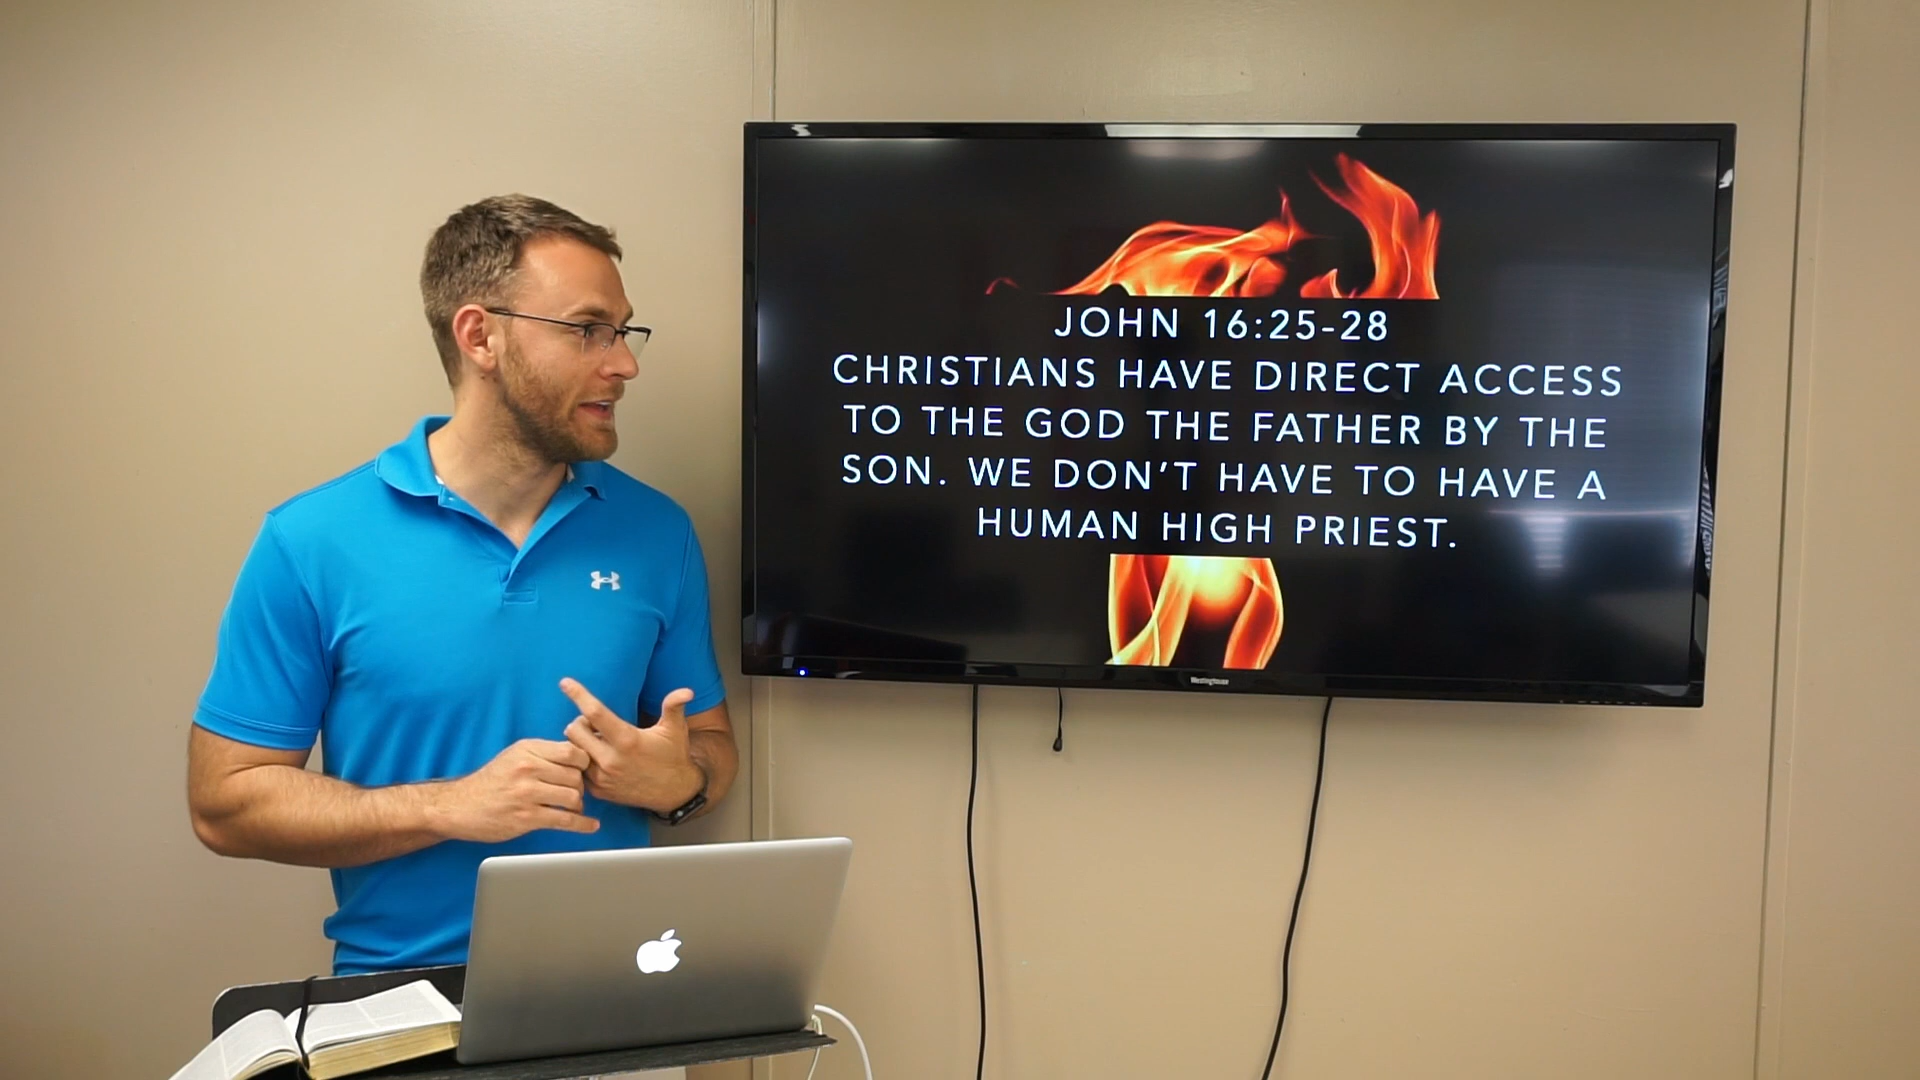 JOHN 16:25-28
CHRISTIANS HAVE DIRECT ACCESS
TO THE GOD THE FATHER BY THE
SON. WE DON'T HAVE TO HAVE A
HUMAN HIGH PRIEST.
Westinghouse